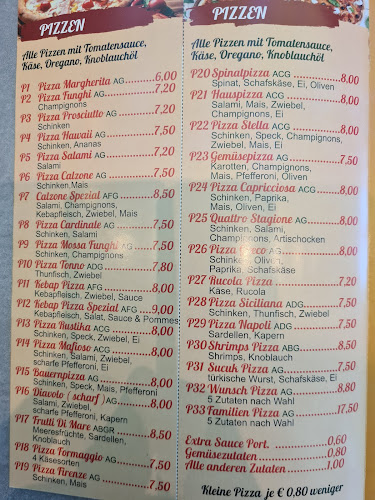 PIZZEN
Alle Pizzen mit Tomatensauce,
Käse, Oregano, Knoblauchöl
P1 Pizza Margherita AG 6,00
P2 Pizza Funghi AG 7,20
Champignons
P3 Pizza Prosciutto AG 7,20
Schinken
P4 Pizza Hawaii AG 7,50
Schinken, Ananas
P5 Pizza Salami AG 7,20
Salami
P6 Pizza Calzone AG 7,50
Schinken, Mais
P7 Calzone Spezial AFG 8,50
Salami, Champignons,
Kebapfleisch, Zwiebel, Mais
P8 Pizza Cardinale AG 7,50
Schinken, Salami
P9 Pizza Mossa Funghi AG 7,50
Schinken, Champignons
P10 Pizza Tonno ADG 7,80
Thunfisch, Zwiebel
P11 Kebap Pizza AFG 8,00
Kebapfleisch, Zwiebel, Sauce
P12 Kebap Pizza Spezial AFG 9,00
Kebapfleisch, Salat, Sauce & Pommes
P13 Pizza Rustika ACG 8,00
Schinken, Speck, Zwiebel, Ei
P14 Pizza Mafioso ACG 8,00
Schinken, Salami, Zwiebel,
scharfe Pfefferoni, Ei
P15 Bauernpizza AG 8,00
Schinken, Speck, Mais, Pfefferoni
P16 Diavolo ( scharf ) AG 8,00
Salami, Zwiebel,
scharfe Pfefferoni, Kapern
P17 Frutti Di Mare ABGR 8,50
Meeresfrüchte, Sardellen,
Knoblauch
P18 Pizza Formaggio AG 7,50
4 Käsesorten
P19 Pizza Firenze AG 7,50
Schinken, Mais
PIZZEN
Alle Pizzen mit Tomatensauce,
Käse, Oregano, Knoblauchöl
P20 Spinatpizza ACG 8,00
Spinat, Schafskäse, Ei, Oliven
P21 Hauspizza ACG 8,00
Salami, Mais, Zwiebel,
Champignons, Ei
P22 Pizza Stella ACG 8,00
Schinken, Speck, Champignons,
Zwiebel, Mais, Ei
P23 Gemüsepizza AG 7,50
Karotten, Champignons,
Mais, Pfefferoni, Oliven
P24 Pizza Capricciosa ACG 8,00
Schinken, Paprika,
Mais, Oliven, Ei
P25 Quattro Stagione AG 8,00
Schinken, Salami,
Champignons, Artischocken
P26 Pizza AG 8,00
Schinken, Oliven,
Paprika, Schafskäse
P27 Rucola Pizza 7,20
Käse, Rucola
P28 Pizza Siciliana ADG 7,50
Schinken, Thunfisch, Zwiebel
P29 Pizza Napoli ADG 7,50
Sardellen, Kapern
P30 Shrimps Pizza ABG 8,50
Shrimps, Knoblauch
P31 Sucuk Pizza AG 7,50
türkische Wurst, Schafskäse, Ei
P32 Wunsch Pizza AG 8,80
5 Zutaten nach Wahl
P33 Familien Pizza AG 17,50
5 Zutaten nach Wahl
Extra Sauce Port. 0,60
Gemüsezutaten 0,80
Alle anderen Zutaten 1,00
Kleine Pizza je € 0,80 weniger